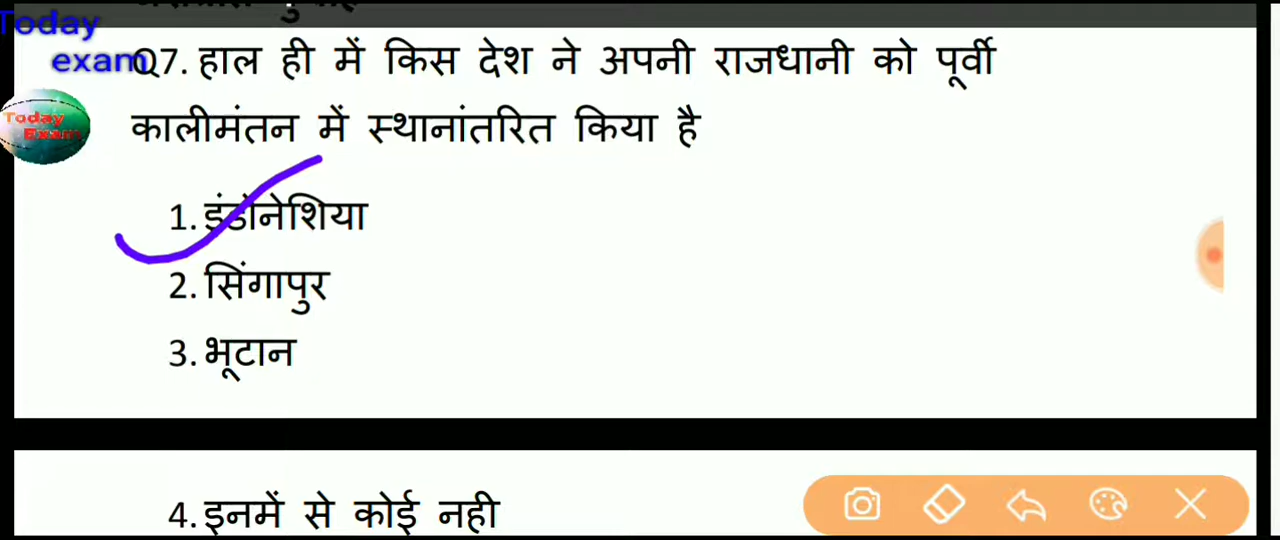 Today
exam
Q7. हाल ही में किस देश ने अपनी राजधानी को पूर्वी
कालीमंतन में स्थानांतरित किया है
Today
Exam
1. इंडोनेशिया
2. सिंगापुर
3. भूटान
4. इनमें से कोई नही